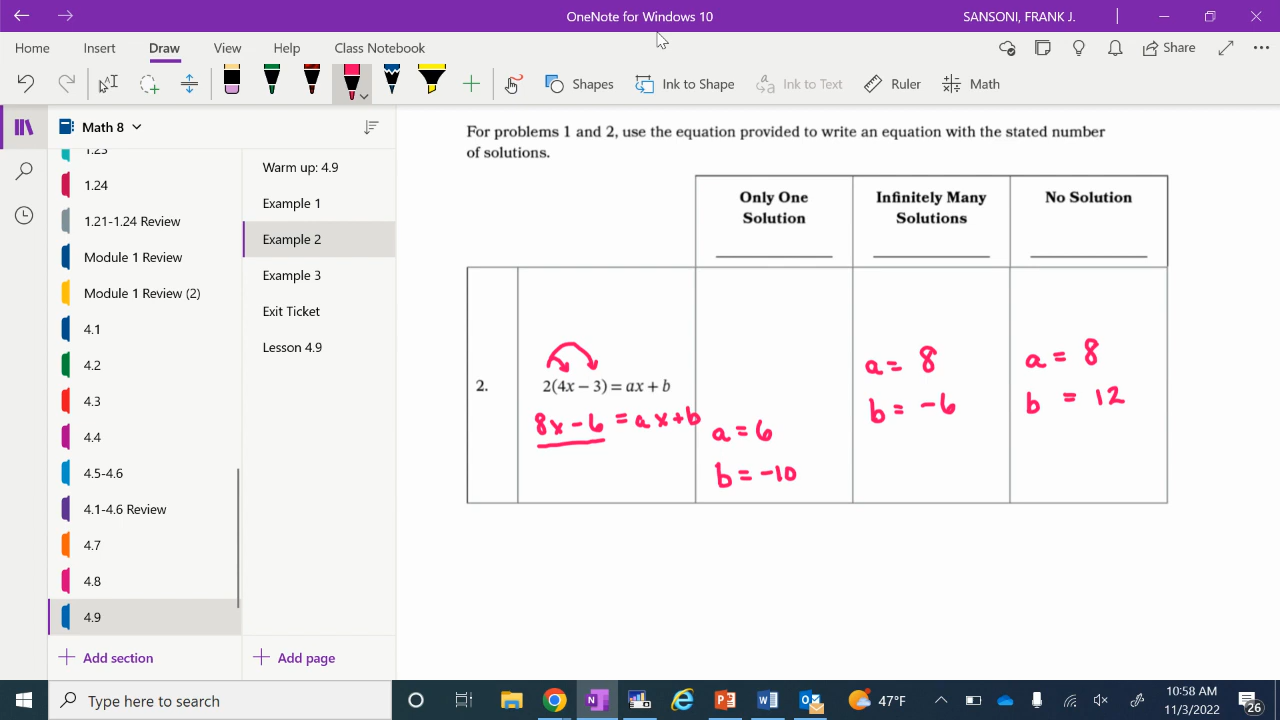 OneNote for Windows 10
SANSONI, FRANK J.
Home Insert Draw View Help Class Notebook
Share
Shapes Ink to Shape Ink to Text Ruler Math
Math 8
1.23
1.24
1.21-1.24 Review
Module 1 Review
Module 1 Review (2)
4.1
4.2
4.3
4.4
4.5-4.6
4.1-4.6 Review
4.7
4.8
4.9
Add section
Warm up: 4.9
Example 1
Example 2
Example 3
Exit Ticket
Lesson 4.9
Add page
For problems 1 and 2, use the equation provided to write an equation with the stated number
of solutions.
Only One
Solution
Infinitely Many
Solutions
No Solution
2.
2(4x − 3) = ax + b
8x - 6 = ax + b
a = 6
b = -10
a = 8
b = -6
a = 8
b = 12
Type here to search
47°F
10:58 AM
11/3/2022
26